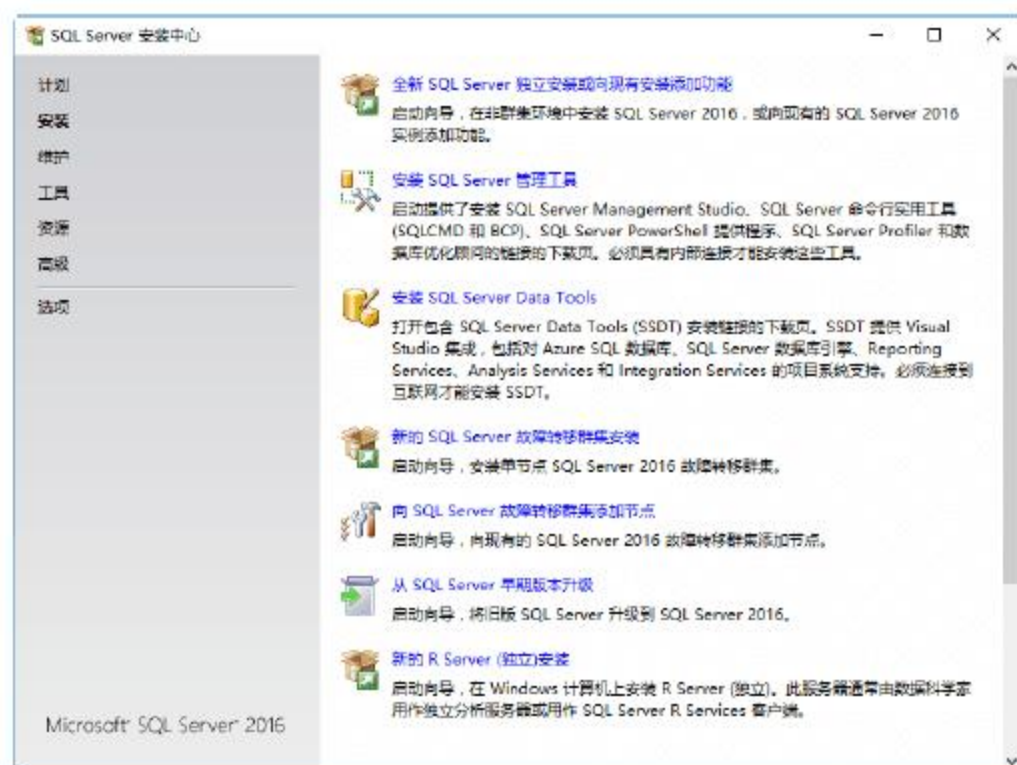 SQL Server 安装中心
计划
安装
维护
工具
资源
高级
选项
全新 SQL Server 独立安装或向现有安装添加功能
启动向导，在非群集环境中安装 SQL Server 2016，或向现有的 SQL Server 2016
实例添加功能。
安装 SQL Server 管理工具
启动提供了安装 SQL Server Management Studio、SQL Server 命令行实用工具
(SQLCMD 和 BCP)、SQL Server PowerShell 提供程序、SQL Server Profiler 和数
据库优化顾问的链接的下载页。必须具有内部连接才能安装这些工具。
安装 SQL Server Data Tools
打开包含 SQL Server Data Tools (SSDT) 安装链接的下载页。SSDT 提供 Visual
Studio 集成，包括对 Azure SQL 数据库、SQL Server 数据库引擎、Reporting
Services、Analysis Services 和 Integration Services 的项目系统支持。必须连接到
互联网才能安装 SSDT。
新的 SQL Server 故障转移群集安装
启动向导，安装单节点 SQL Server 2016 故障转移群集。
向 SQL Server 故障转移群集添加节点
启动向导，向现有的 SQL Server 2016 故障转移群集添加节点。
从 SQL Server 早期版本升级
启动向导，将旧版 SQL Server 升级到 SQL Server 2016。
新的 R Server (独立)安装
启动向导，在 Windows 计算机上安装 R Server (独立)。此服务器通常由数据科学家
用作独立分析服务器或用作 SQL Server R Services 客户端。
Microsoft SQL Server 2016